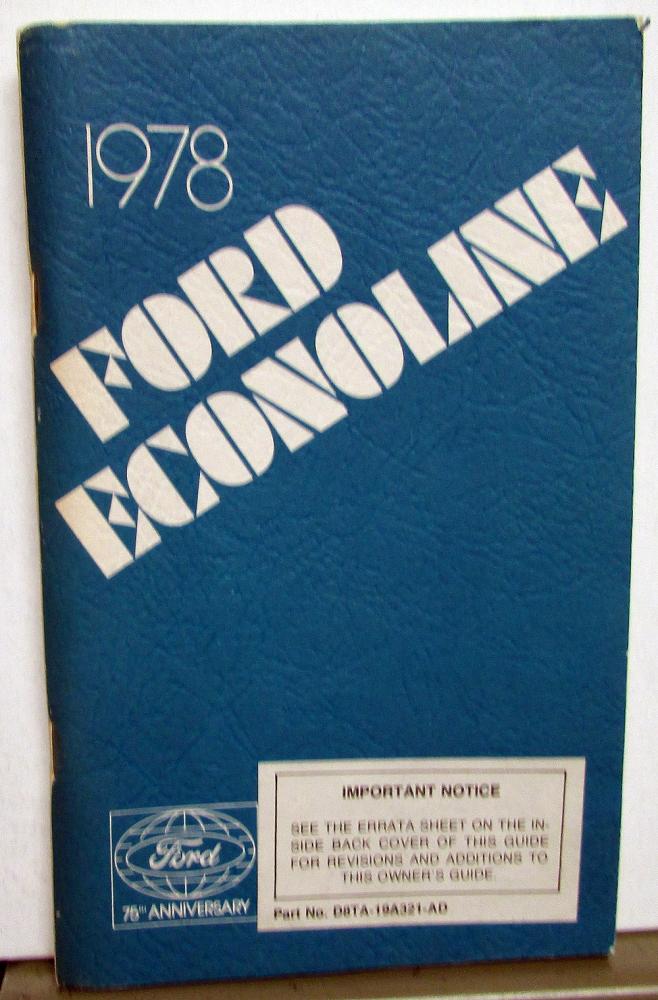 1978
FORD
ECONOLINE
IMPORTANT NOTICE
SEE THE ERRATA SHEET ON THE IN-
SIDE BACK COVER OF THIS GUIDE
FOR REVISIONS AND ADDITIONS TO
THIS OWNER'S GUIDE.
Part No. D8TA-19A321-AD
Ford
75TH ANNIVERSARY